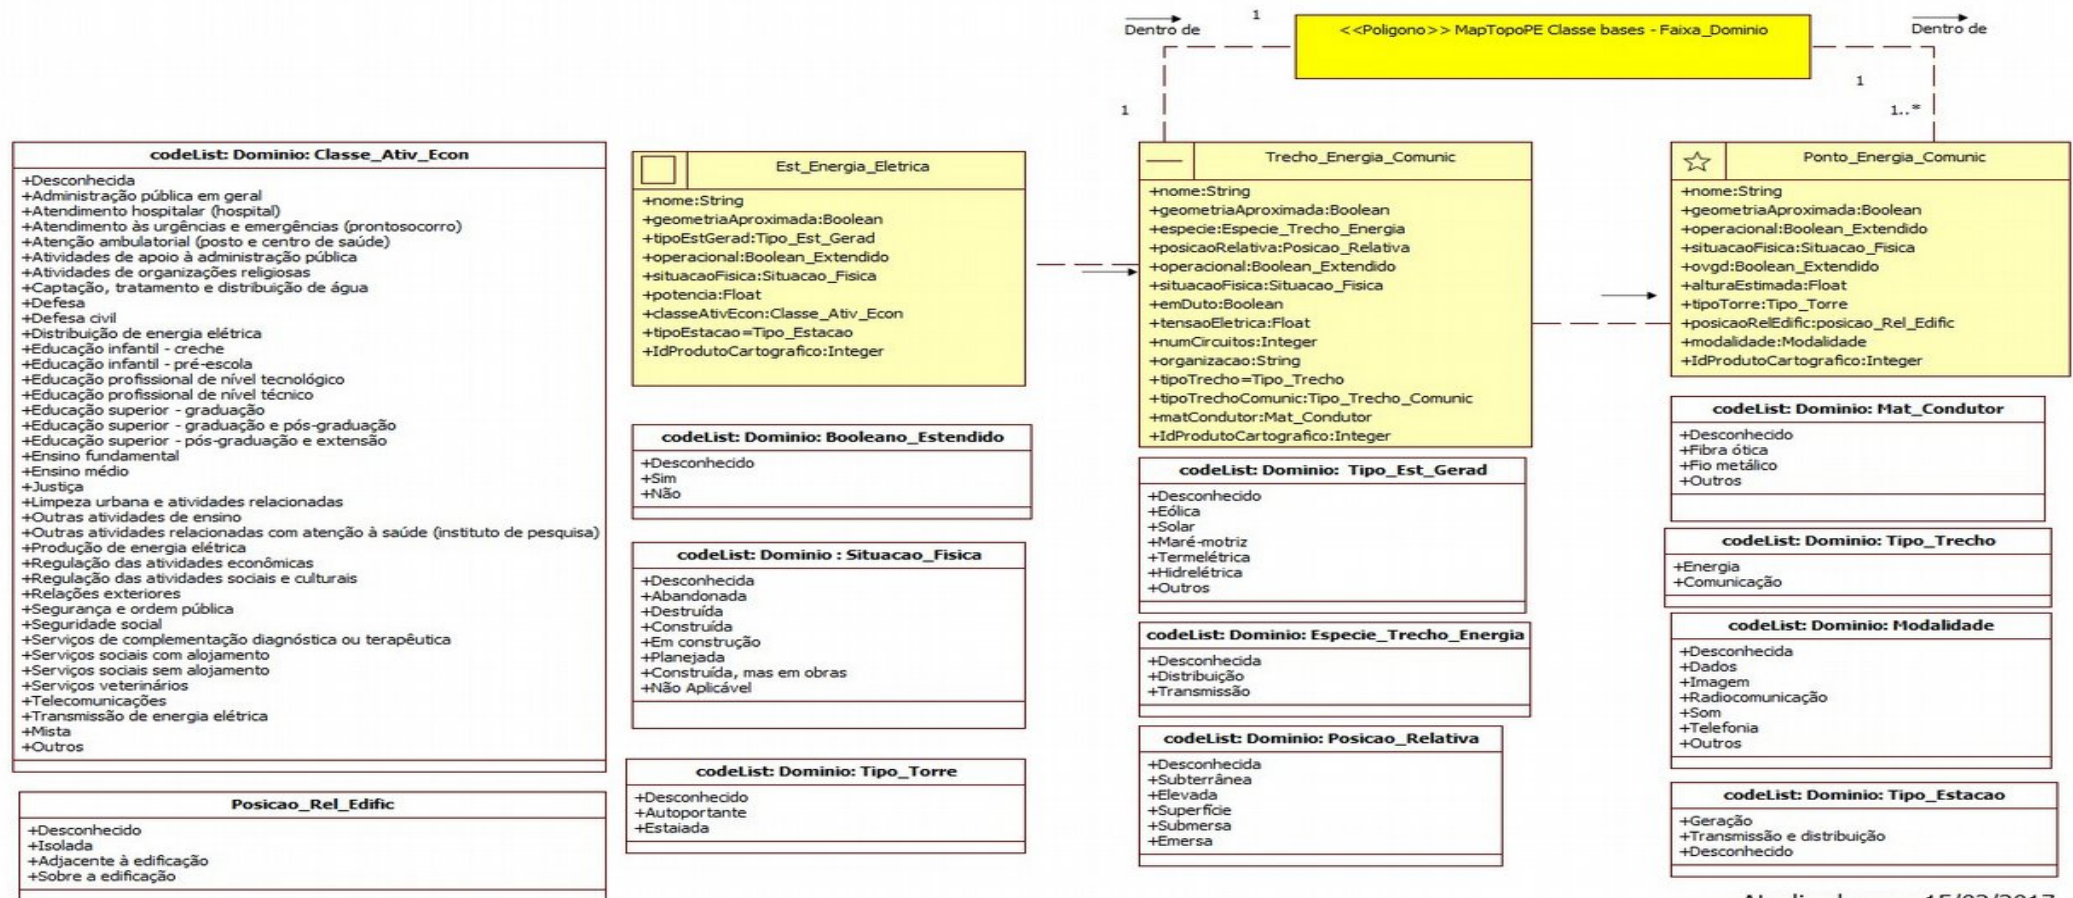 Dentro de
1
<<Poligono>> MapTopoPE Classe bases - Faixa_Dominio
Dentro de
1
1
1..*
codeList: Dominio: Classe_Ativ_Econ
+Desconhecida
+Administração pública em geral
+Atendimento hospitalar (hospital)
+Atendimento às urgências e emergências (prontosocorro)
+Atenção ambulatorial (posto e centro de saúde)
+Atividades de apoio à administração pública
+Atividades de organizações religiosas
+Captação, tratamento e distribuição de água
+Defesa
+Defesa civil
+Distribuição de energia elétrica
+Educação infantil - creche
+Educação infantil - pré-escola
+Educação profissional de nível tecnológico
+Educação profissional de nível técnico
+Educação superior - graduação
+Educação superior - graduação e pós-graduação
+Educação superior - pós-graduação e extensão
+Ensino fundamental
+Ensino médio
+Justiça
+Limpeza urbana e atividades relacionadas
+Outras atividades de ensino
+Outras atividades relacionadas com atenção à saúde (instituto de pesquisa)
+Produção de energia elétrica
+Regulação das atividades econômicas
+Regulação das atividades sociais e culturais
+Relações exteriores
+Segurança e ordem pública
+Seguridade social
+Serviços de complementação diagnóstica ou terapêutica
+Serviços sociais com alojamento
+Serviços sociais sem alojamento
+Serviços veterinários
+Telecomunicações
+Transmissão de energia elétrica
+Mista
+Outros
Posicao_Rel_Edific
+Desconhecido
+Isolada
+Adjacente à edificação
+Sobre a edificação
Est_Energia_Eletrica
+nome:String
+geometriaAproximada:Boolean
+tipoEstGerad:Tipo_Est_Gerad
+operacional:Boolean_Extendido
+situacaoFisica:Situacao_Fisica
+potencia:Float
+classeAtivEcon:Classe_Ativ_Econ
+tipoEstacao=Tipo_Estacao
+IdProdutoCartografico:Integer
codeList: Dominio: Booleano_Estendido
+Desconhecido
+Sim
+Não
codeList: Dominio : Situacao_Fisica
+Desconhecida
+Abandonada
+Destruída
+Construída
+Em construção
+Planejada
+Construída, mas em obras
+Não Aplicável
codeList: Dominio: Tipo_Torre
+Desconhecido
+Autoportante
+Estaiada
Trecho_Energia_Comunic
+nome:String
+geometriaAproximada:Boolean
+especie:Especie_Trecho_Energia
+posicaoRelativa:Posicao_Relativa
+operacional:Boolean_Extendido
+situacaoFisica:Situacao_Fisica
+emDuto:Boolean
+tensaoEletrica:Float
+numCircuitos:Integer
+organizacao:String
+tipoTrecho=Tipo_Trecho
+tipoTrechoComunic:Tipo_Trecho_Comunic
+matCondutor:Mat_Condutor
+IdProdutoCartografico:Integer
codeList: Dominio: Tipo_Est_Gerad
+Desconhecido
+Eólica
+Solar
+Maré-motriz
+Termelétrica
+Hidrelétrica
+Outros
codeList: Dominio: Especie_Trecho_Energia
+Desconhecida
+Distribuição
+Transmissão
codeList: Dominio: Posicao_Relativa
+Desconhecida
+Subterrânea
+Elevada
+Superfície
+Submersa
+Emersa
Ponto_Energia_Comunic
+nome:String
+geometriaAproximada:Boolean
+operacional:Boolean_Extendido
+situacaoFisica:Situacao_Fisica
+ovgd:Boolean_Extendido
+alturaEstimada:Float
+tipoTorre:Tipo_Torre
+posicaoRelEdific:posicao_Rel_Edific
+modalidade:Modalidade
+IdProdutoCartografico:Integer
codeList: Dominio: Mat_Condutor
+Desconhecido
+Fibra ótica
+Fio metálico
+Outros
codeList: Dominio: Tipo_Trecho
+Energia
+Comunicação
codeList: Dominio: Modalidade
+Desconhecida
+Dados
+Imagem
+Radiocomunicação
+Som
+Telefonia
+Outros
codeList: Dominio: Tipo_Estacao
+Geração
+Transmissão e distribuição
+Desconhecido